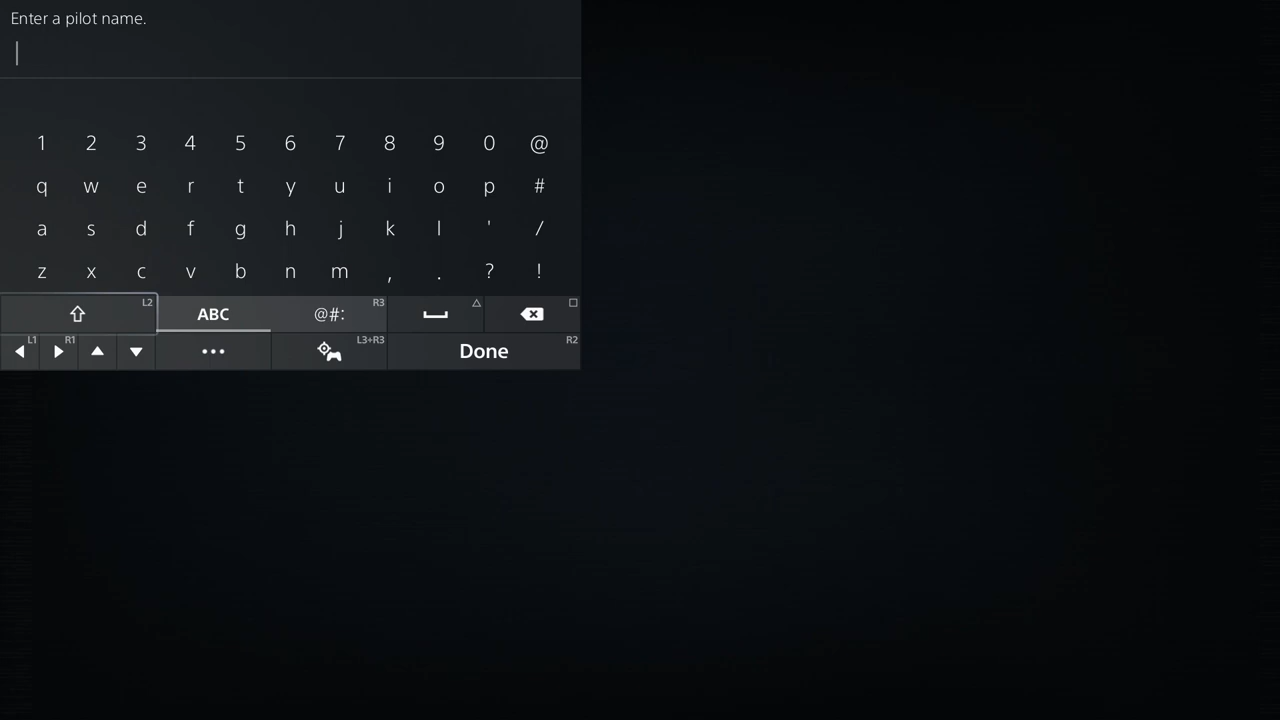 Enter a pilot name.
1 2 3 4 5 6 7 8 9 0 @
q w e r t y u i o p #
a s d f g h j k l ' /
z x c v b n m , . ? !
L2 ABC @#: R3 △ □
L1 R1 ... L3+R3 Done R2